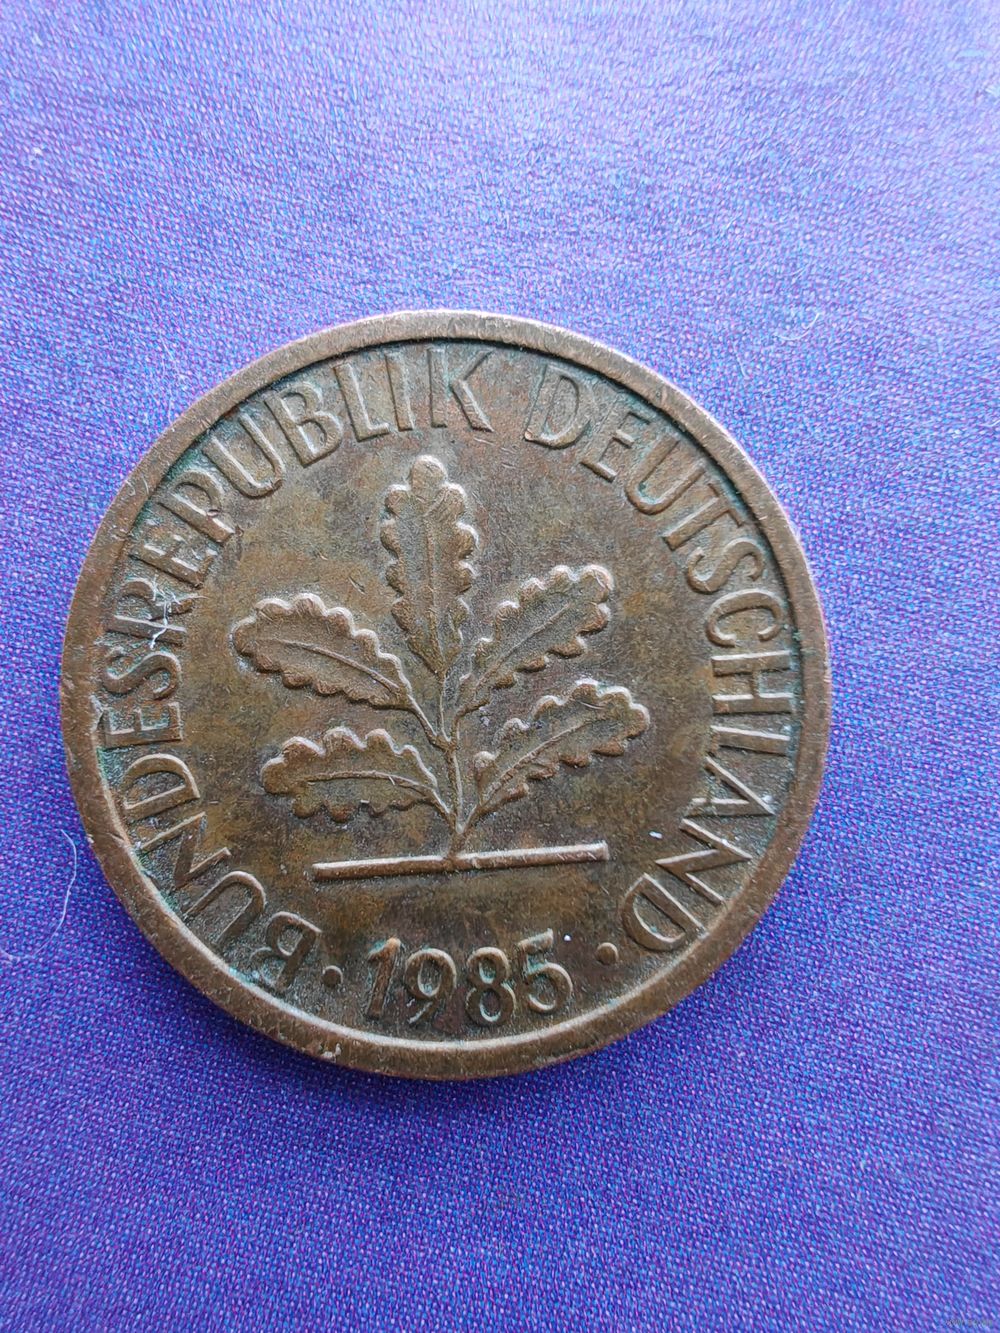 BUNDESREPUBLIK DEUTSCHLAND
· 1985 ·